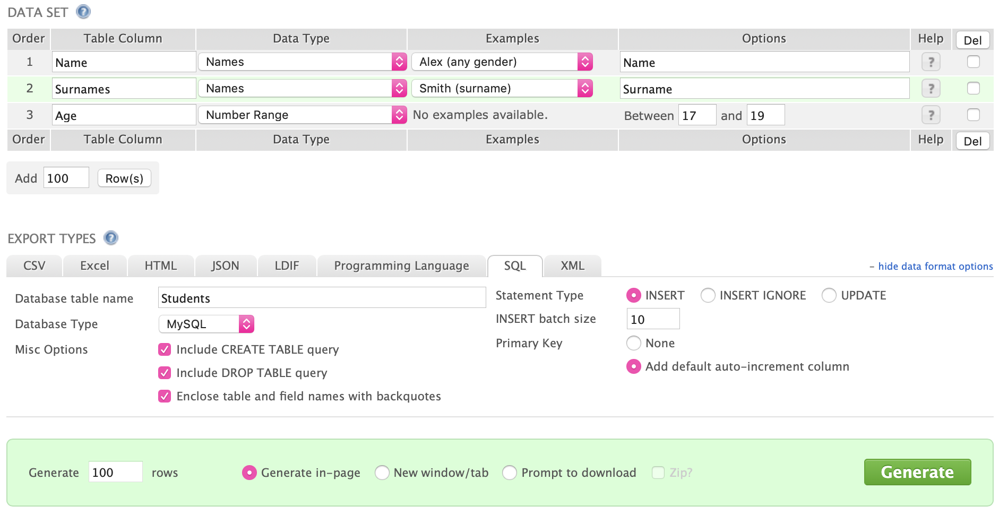 DATA SET ?
Order Table Column Data Type Examples Options Help Del
1 Name Names Alex (any gender) Name ?
2 Surnames Names Smith (surname) Surname ?
3 Age Number Range No examples available. Between 17 and 19 ?
Order Table Column Data Type Examples Options Help Del
Add 100 Row(s)
EXPORT TYPES ?
CSV Excel HTML JSON LDIF Programming Language SQL XML – hide data format options
Database table name Students Statement Type INSERT INSERT IGNORE UPDATE
Database Type MySQL INSERT batch size 10
Misc Options Include CREATE TABLE query Primary Key None
Include DROP TABLE query Add default auto-increment column
Enclose table and field names with backquotes
Generate 100 rows Generate in-page New window/tab Prompt to download Zip? Generate